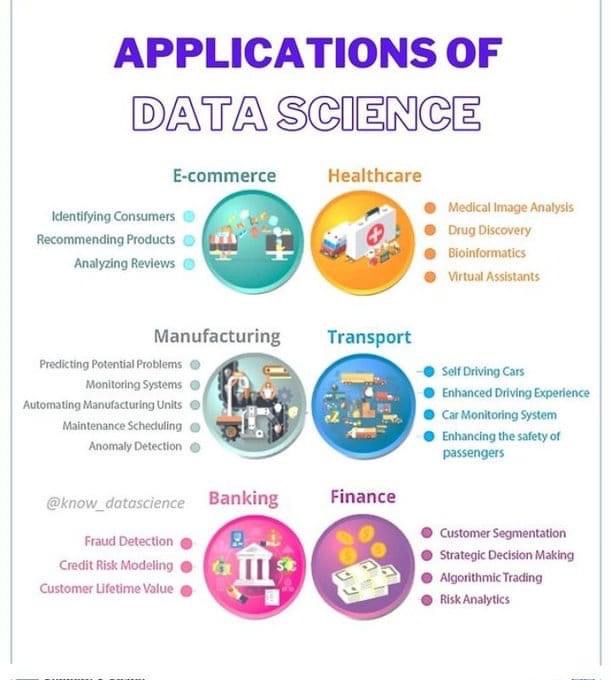 APPLICATIONS OF
DATA SCIENCE
E-commerce
Identifying Consumers
Recommending Products
Analyzing Reviews
Healthcare
Medical Image Analysis
Drug Discovery
Bioinformatics
Virtual Assistants
Manufacturing
Predicting Potential Problems
Monitoring Systems
Automating Manufacturing Units
Maintenance Scheduling
Anomaly Detection
Transport
Self Driving Cars
Enhanced Driving Experience
Car Monitoring System
Enhancing the safety of
passengers
@know_datascience
Banking
Fraud Detection
Credit Risk Modeling
Customer Lifetime Value
Finance
Customer Segmentation
Strategic Decision Making
Algorithmic Trading
Risk Analytics